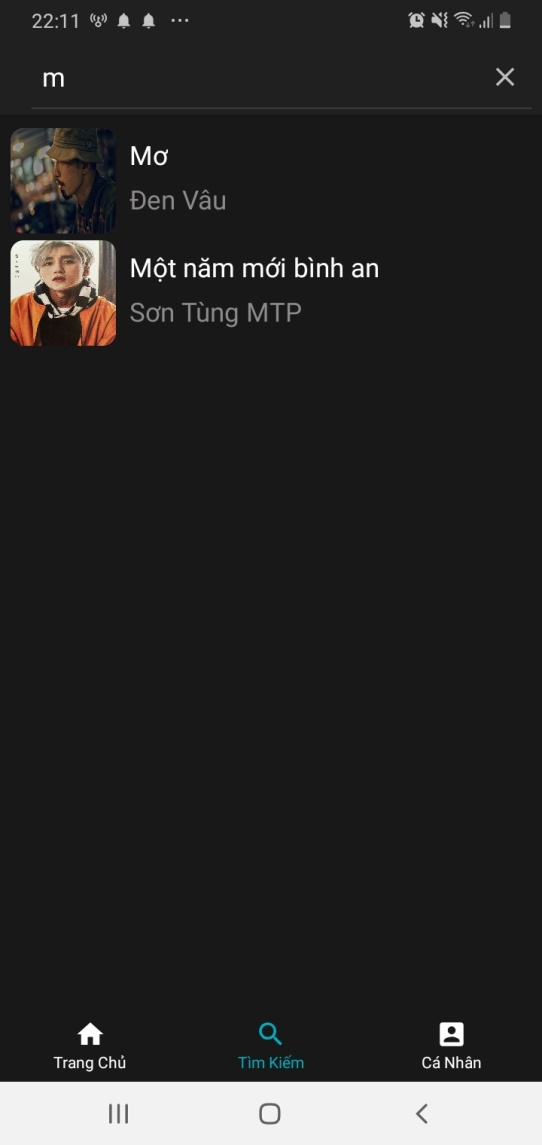 22:11
m
Mơ
Đen Vâu
Một năm mới bình an
Sơn Tùng MTP
Trang Chủ
Tìm Kiếm
Cá Nhân